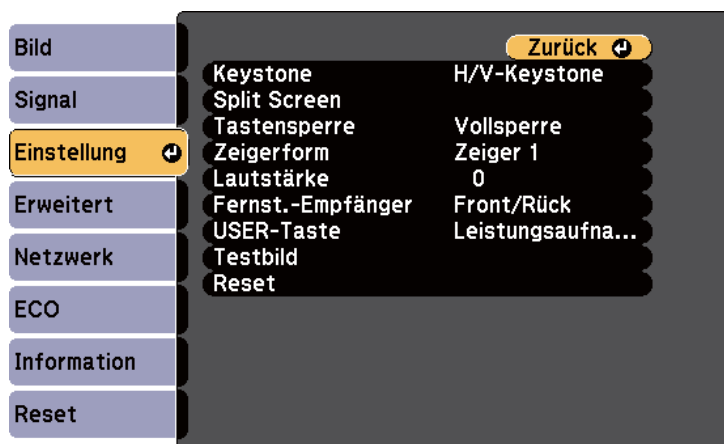 Bild
Signal
Einstellung
Erweitert
Netzwerk
ECO
Information
Reset
Zurück
Keystone H/V-Keystone
Split Screen
Tastensperre Vollsperre
Zeigerform Zeiger 1
Lautstärke 0
Fernst.-Empfänger Front/Rück
USER-Taste Leistungsaufna...
Testbild
Reset